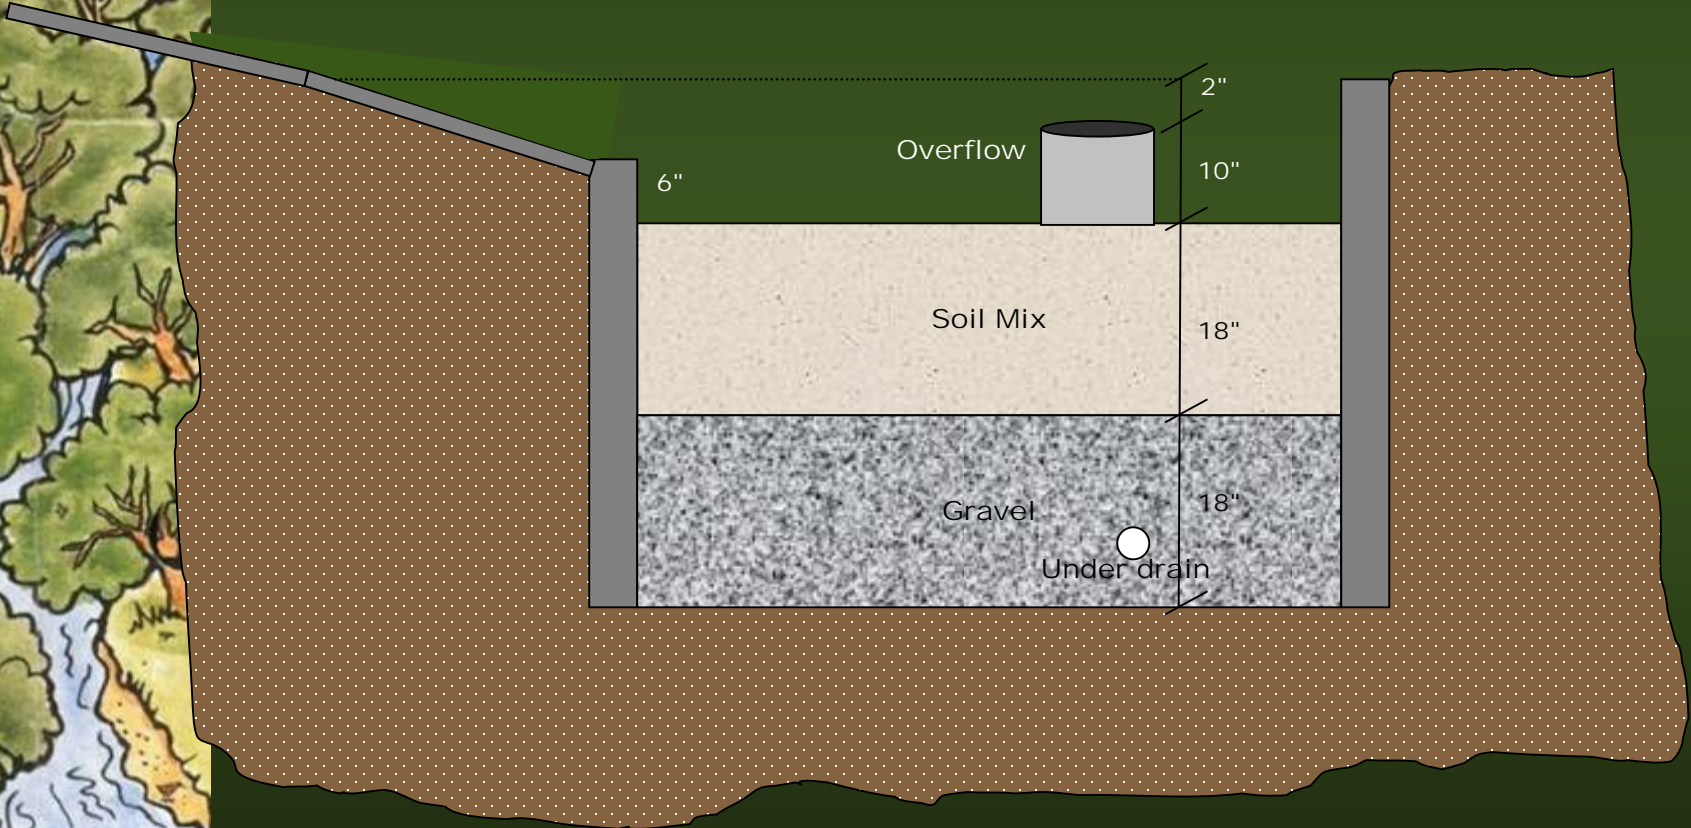 2"
Overflow
10"
6"
Soil Mix
18"
18"
Gravel
Under drain